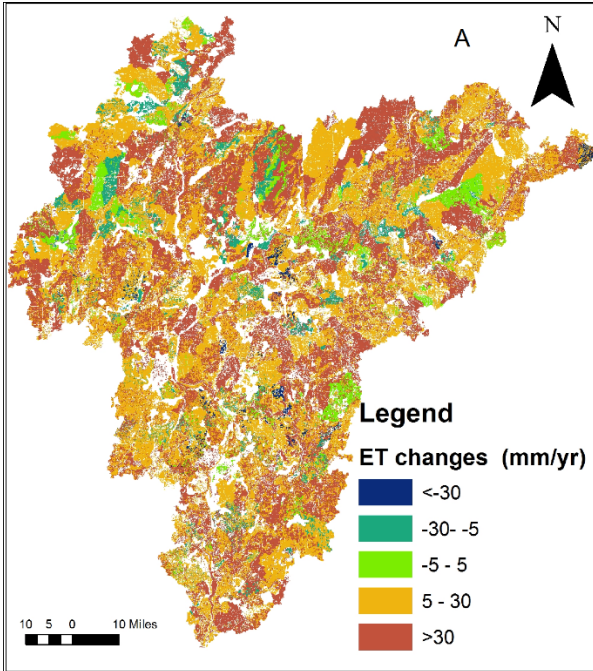 A
N
Legend
ET changes (mm/yr)
<-30
-30- -5
-5 - 5
5 - 30
>30
10 5 0 10 Miles